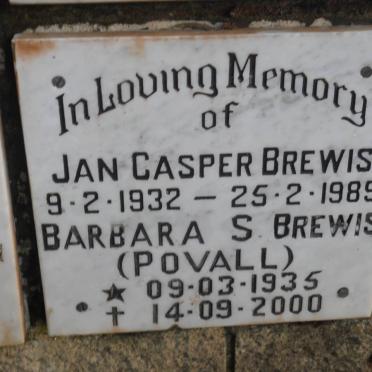 In Loving Memory
of
JAN CASPER BREWIS
9·2·1932 – 25·2·1989
BARBARA S. BREWIS
(POVALL)
★ 09·03·1935
✝ 14·09·2000